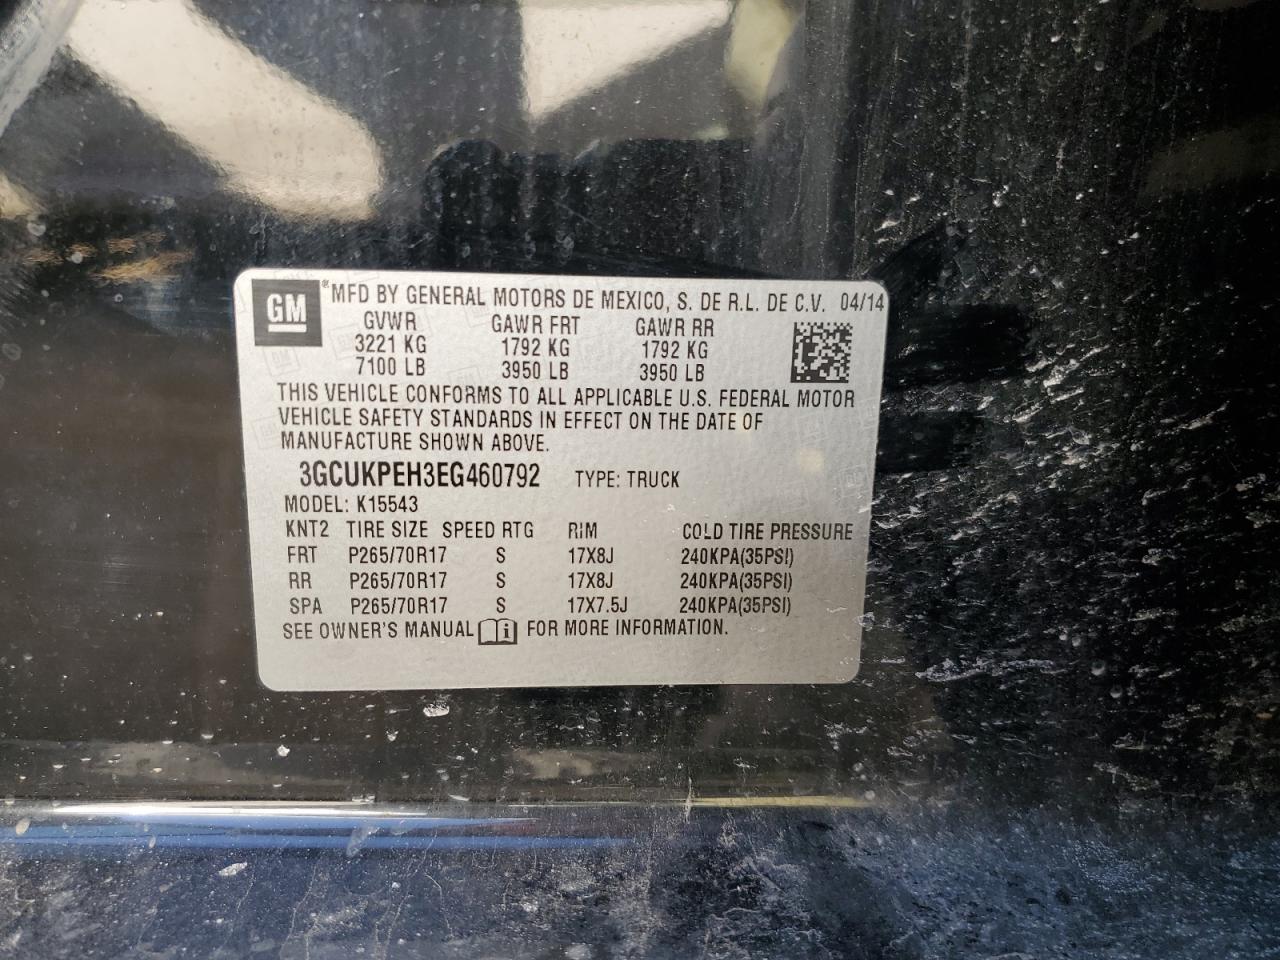 GM ® MFD BY GENERAL MOTORS DE MEXICO, S. DE R.L. DE C.V. 04/14
GVWR GAWR FRT GAWR RR
3221 KG 1792 KG 1792 KG
7100 LB 3950 LB 3950 LB
THIS VEHICLE CONFORMS TO ALL APPLICABLE U.S. FEDERAL MOTOR
VEHICLE SAFETY STANDARDS IN EFFECT ON THE DATE OF
MANUFACTURE SHOWN ABOVE.
3GCUKPEH3EG460792 TYPE: TRUCK
MODEL: K15543
KNT2 TIRE SIZE SPEED RTG RIM COLD TIRE PRESSURE
FRT P265/70R17 S 17X8J 240KPA(35PSI)
RR P265/70R17 S 17X8J 240KPA(35PSI)
SPA P265/70R17 S 17X7.5J 240KPA(35PSI)
SEE OWNER'S MANUAL i FOR MORE INFORMATION.